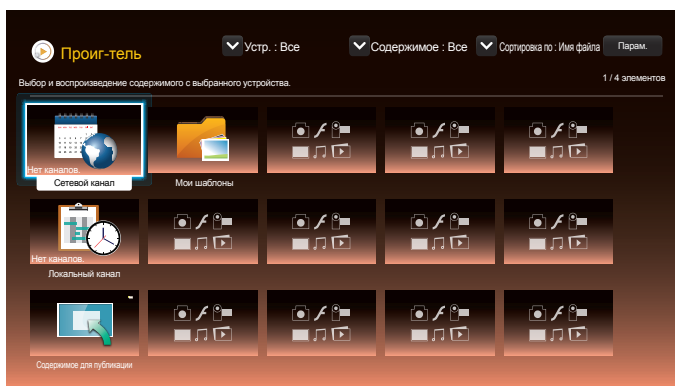 Проиг-тель
Устр. : Все
Содержимое : Все
Сортировка по : Имя файла
Парам.
Выбор и воспроизведение содержимого с выбранного устройства.
1 / 4 элементов
Нет каналов.
Сетевой канал
Мои шаблоны
Нет каналов.
Локальный канал
Содержимое для публикации